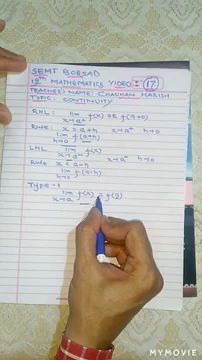 SEMT BORSAD
12th MATHEMATICS VIDEO: 17
TEACHER NAME: CHAUHAN HARISH
TOPIC: CONTINUITY
RHL: lim x→a+ f(x) or f(a+0)
Rule: x = a+h x→a+ h→0
lim h→0 f(a+h)
LHL lim x→a- f(x)
Rule x = a-h x→a- h→0
lim h→0 f(a-h)
Type-1
lim x→a f(x) = f(a)
MYMOVIE